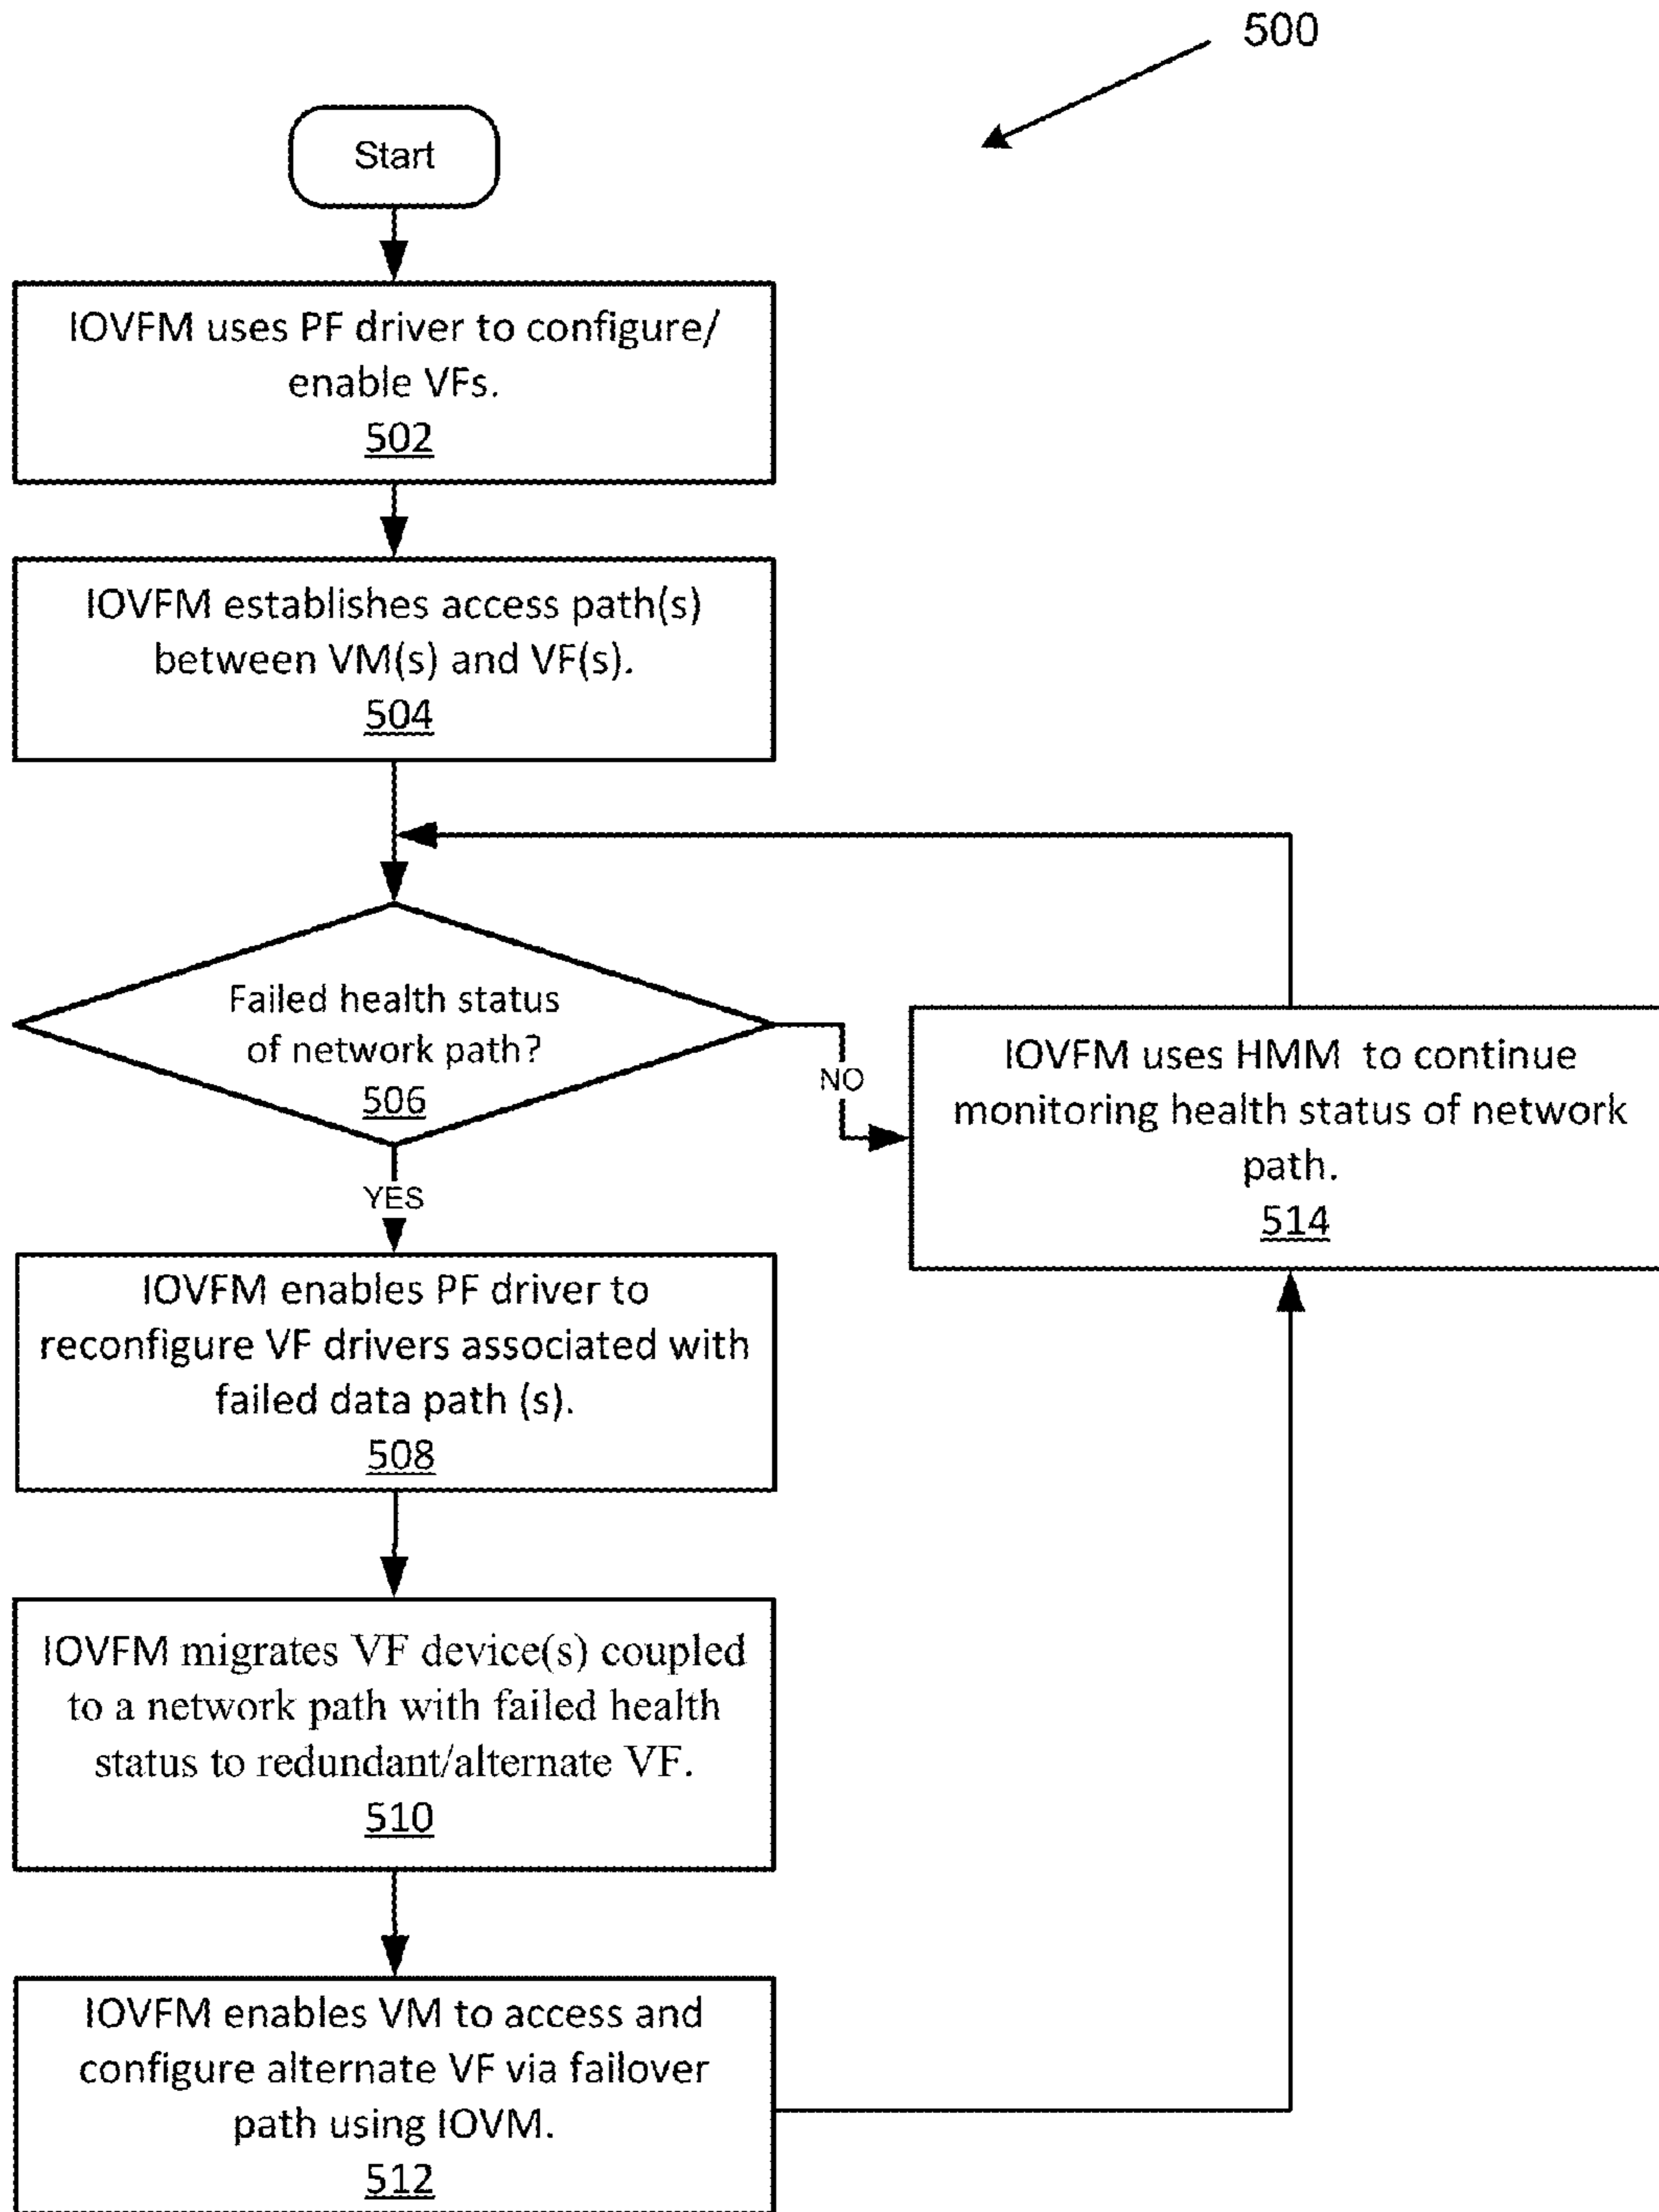 500
Start
IOVFM uses PF driver to configure/
enable VFs.
502
IOVFM establishes access path(s)
between VM(s) and VF(s).
504
Failed health status
of network path?
506
NO
IOVFM uses HMM to continue
monitoring health status of network
path.
514
YES
IOVFM enables PF driver to
reconfigure VF drivers associated with
failed data path (s).
508
IOVFM migrates VF device(s) coupled
to a network path with failed health
status to redundant/alternate VF.
510
IOVFM enables VM to access and
configure alternate VF via failover
path using IOVM.
512